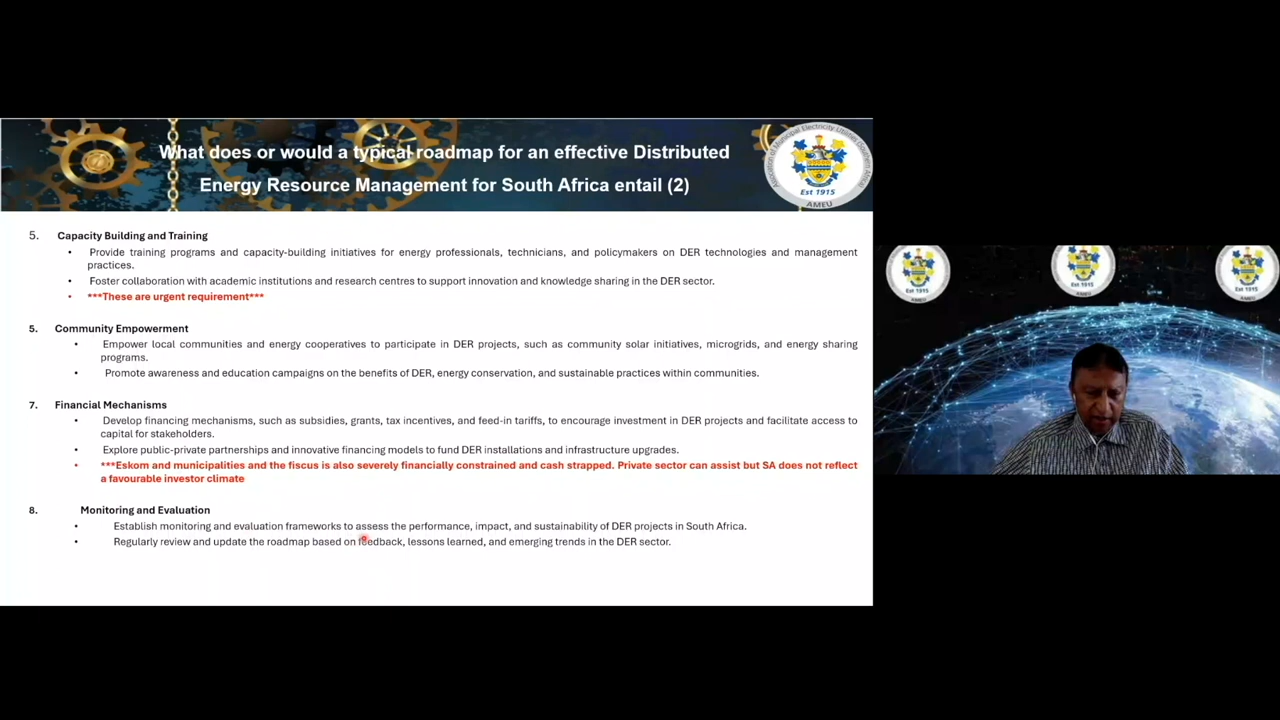 What does or would a typical roadmap for an effective Distributed
Energy Resource Management for South Africa entail (2)
Est 1915
AMEU
5. Capacity Building and Training
• Provide training programs and capacity-building initiatives for energy professionals, technicians, and policymakers on DER technologies and management
practices.
• Foster collaboration with academic institutions and research centres to support innovation and knowledge sharing in the DER sector.
• ***These are urgent requirement***
5. Community Empowerment
• Empower local communities and energy cooperatives to participate in DER projects, such as community solar initiatives, microgrids, and energy sharing
programs.
• Promote awareness and education campaigns on the benefits of DER, energy conservation, and sustainable practices within communities.
7. Financial Mechanisms
• Develop financing mechanisms, such as subsidies, grants, tax incentives, and feed-in tariffs, to encourage investment in DER projects and facilitate access to
capital for stakeholders.
• Explore public-private partnerships and innovative financing models to fund DER installations and infrastructure upgrades.
• ***Eskom and municipalities and the fiscus is also severely financially constrained and cash strapped. Private sector can assist but SA does not reflect
a favourable investor climate
8. Monitoring and Evaluation
• Establish monitoring and evaluation frameworks to assess the performance, impact, and sustainability of DER projects in South Africa.
• Regularly review and update the roadmap based on feedback, lessons learned, and emerging trends in the DER sector.
Est 1915
Est 1915
Est 1915